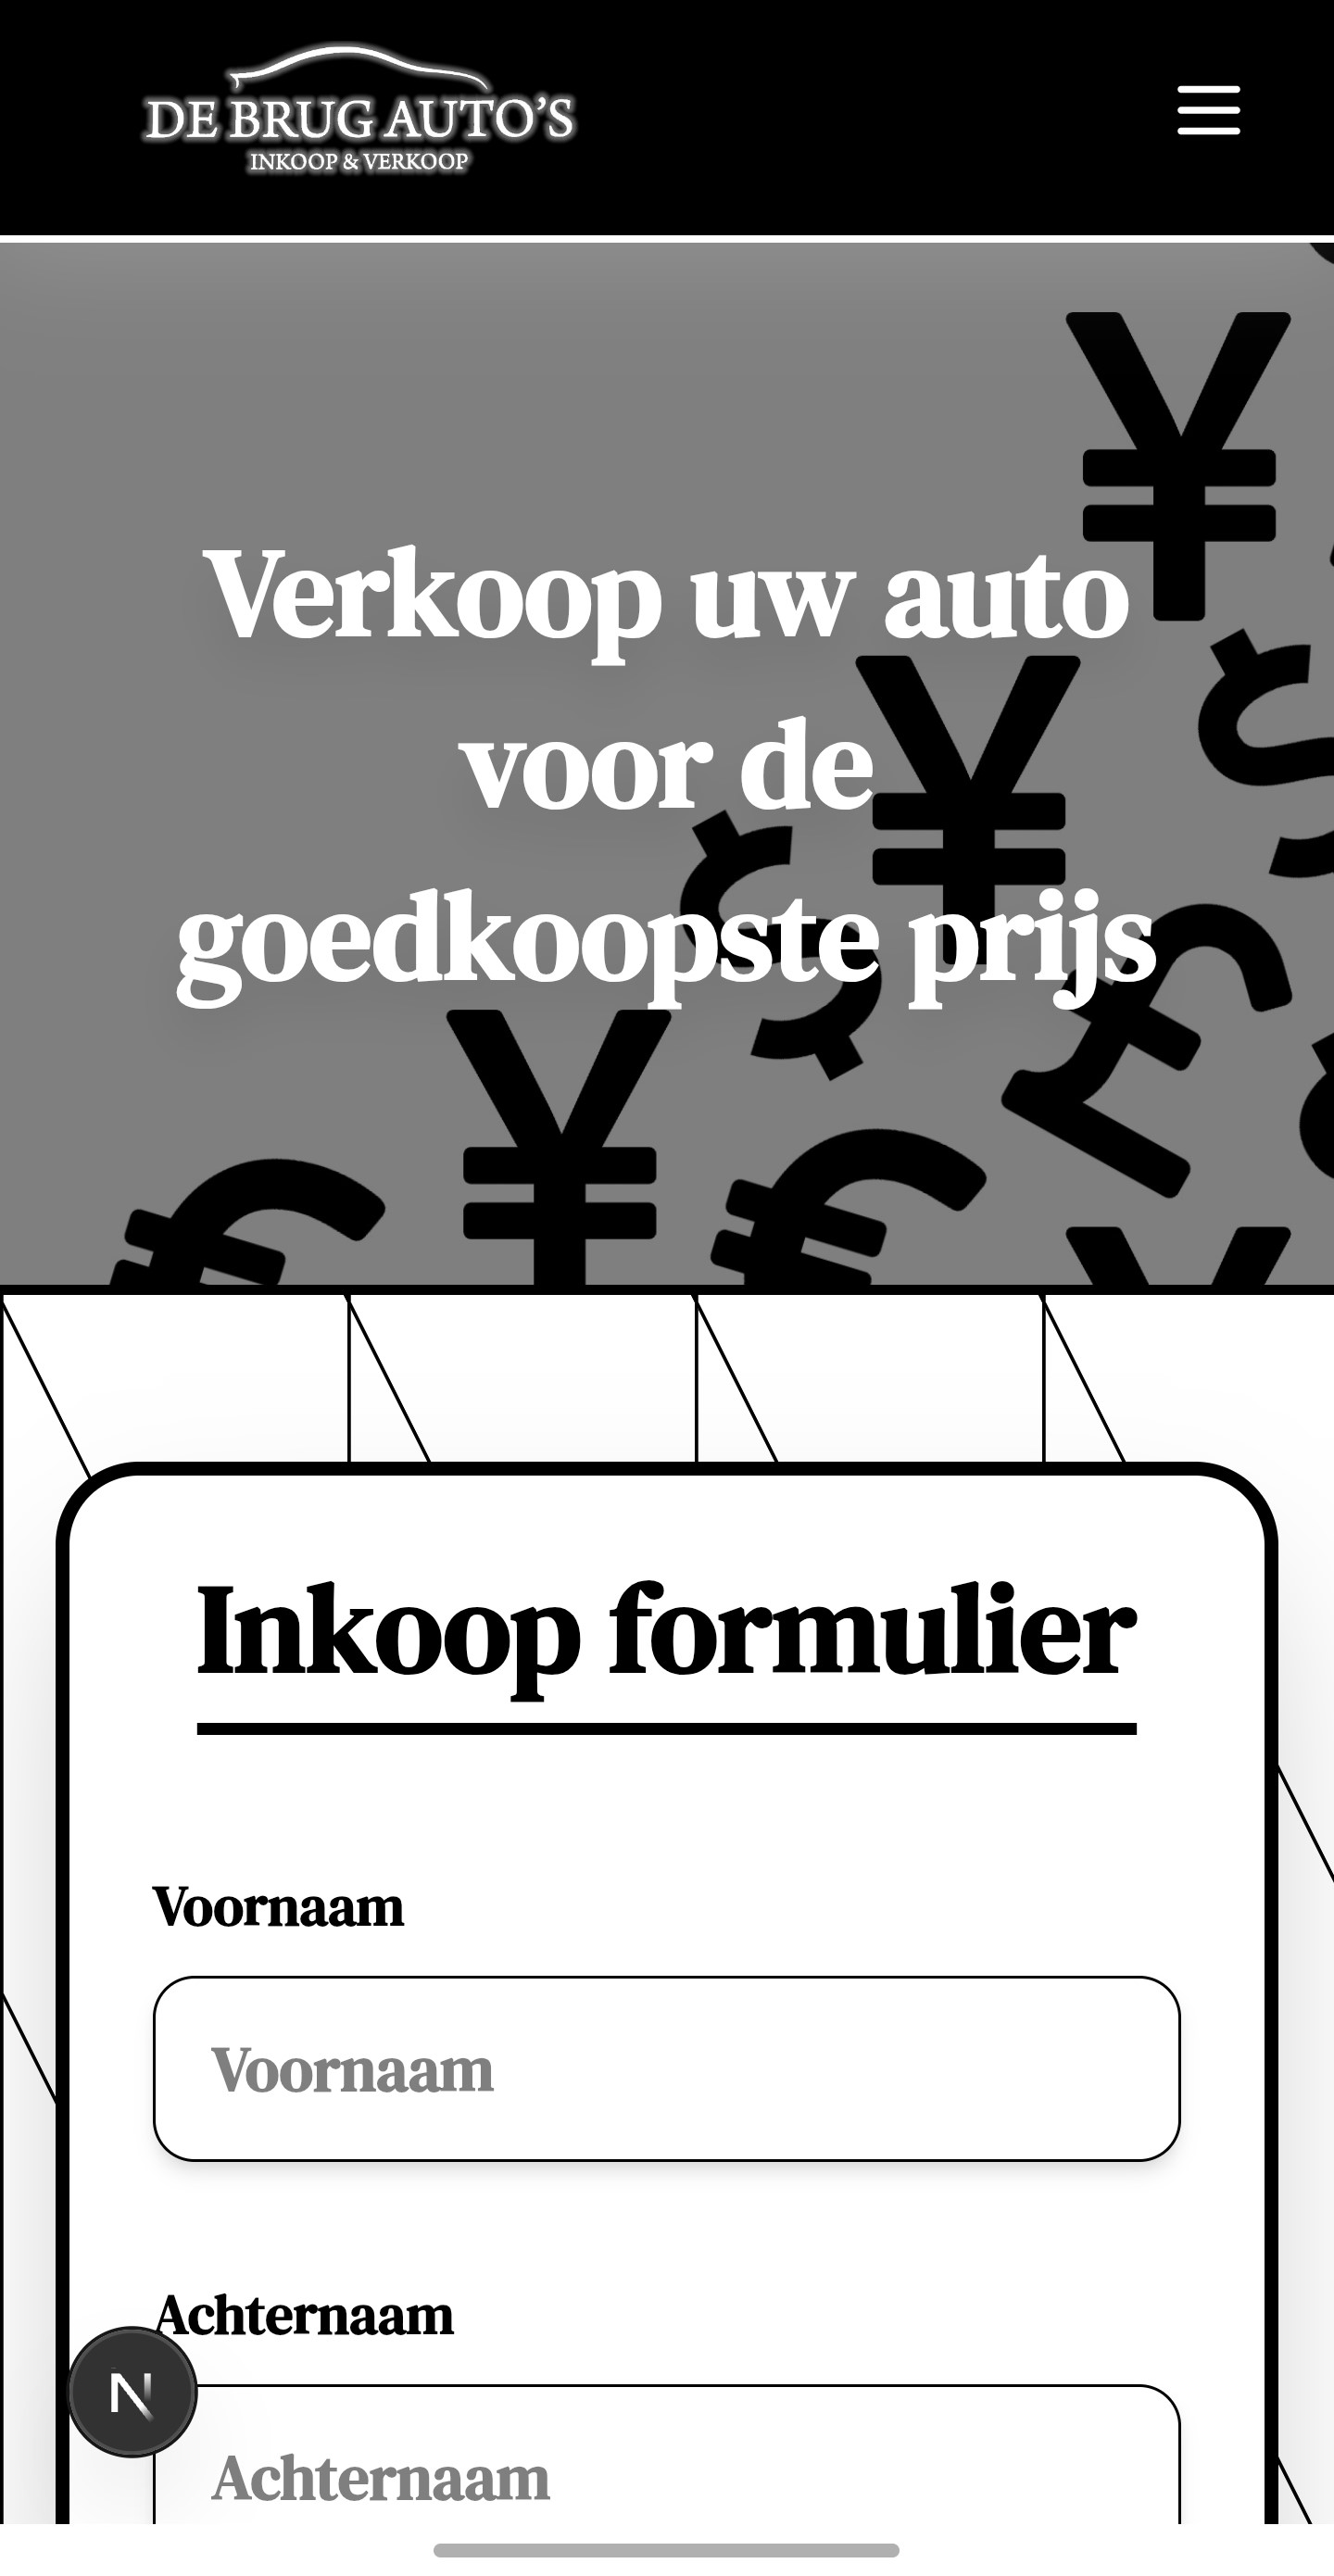 DE BRUG AUTO'S
INKOOP & VERKOOP
Verkoop uw auto
voor de
goedkoopste prijs
Inkoop formulier
Voornaam
Voornaam
Achternaam
Achternaam
N